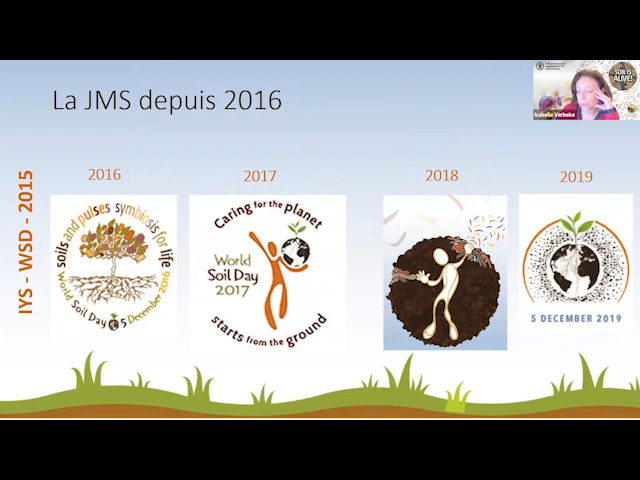 La JMS depuis 2016
SOIL IS
ALIVE!
Isabelle Verbeke
IYS - WSD - 2015
2016
2017
2018
2019
soils and pulses symbiosis for life
World Soil Day 5 December 2016
Caring for the planet
World
Soil Day
2017
starts from the ground
5 DECEMBER 2019